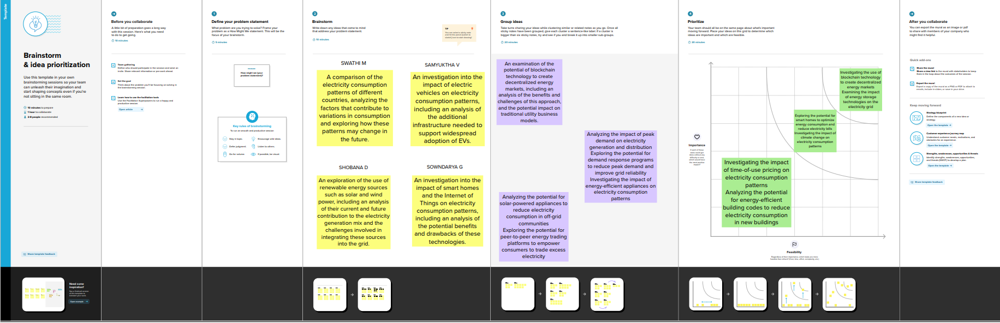 Template
Brainstorm
& idea prioritization
Use this template in your own
brainstorming sessions so your team
can unleash their imagination and
start shaping concepts even if you're
not sitting in the same room.
10 minutes to prepare
1 hour to collaborate
2-8 people recommended
Share template feedback
Need some
inspiration?
See a finished version
of this template to
kickstart your work.
Open example
Before you collaborate
A little bit of preparation goes a long way
with this session. Here's what you need
to do to get going.
10 minutes
A
Team gathering
Define who should participate in the session and send an
invite. Share relevant information or pre-work ahead.
B
Set the goal
Think about the problem you'll be focusing on solving in
the brainstorming session.
C
Learn how to use the facilitation tools
Use the Facilitation Superpowers to run a happy and
productive session.
Open article
1
Define your problem statement
What problem are you trying to solve? Frame your
problem as a How Might We statement. This will be the
focus of your brainstorm.
5 minutes
PROBLEM
How might we [your
problem statement]?
Key rules of brainstorming
To run an smooth and productive session
Stay in topic.
Encourage wild ideas.
Defer judgment.
Listen to others.
Go for volume.
If possible, be visual.
2
Brainstorm
Write down any ideas that come to mind
that address your problem statement.
10 minutes
TIP
You can select a sticky note
and hit the pencil [switch to
sketch] icon to start drawing!
SWATHI M
A comparison of the
electricity consumption
patterns of different
countries, analyzing the
factors that contribute to
variations in consumption
and exploring how these
patterns may change in
the future.
SAMYUKTHA V
An investigation into the
impact of electric
vehicles on electricity
consumption patterns,
including an analysis of
the additional
infrastructure needed to
support widespread
adoption of EVs.
SHOBANA D
An exploration of the use of
renewable energy sources
such as solar and wind
power, including an analysis
of their current and future
contribution to the electricity
generation mix and the
challenges involved in
integrating these sources
into the grid.
SOWNDARYA G
An investigation into the
impact of smart homes
and the Internet of
Things on electricity
consumption patterns,
including an analysis of
the potential benefits
and drawbacks of these
technologies.
3
Group ideas
Take turns sharing your ideas while clustering similar or related notes as you go. Once all
sticky notes have been grouped, give each cluster a sentence-like label. If a cluster is
bigger than six sticky notes, try and see if you and break it up into smaller sub-groups.
20 minutes
An examination of the
potential of blockchain
technology to create
decentralized energy
markets, including an
analysis of the benefits and
challenges of this approach,
and the potential impact on
traditional utility business
models.
Analyzing the impact of peak
demand on electricity
generation and distribution
Exploring the potential for
demand response programs
to reduce peak demand and
improve grid reliability
Investigating the impact of
energy-efficient appliances on
electricity consumption
patterns
Analyzing the potential for
solar-powered appliances to
reduce electricity
consumption in off-grid
communities
Exploring the potential for
peer-to-peer energy trading
platforms to empower
consumers to trade excess
electricity
4
Prioritize
Your team should all be on the same page about what's important
moving forward. Place your ideas on this grid to determine which
ideas are important and which are feasible.
20 minutes
Investigating the use of
blockchain technology
to create decentralized
energy markets
Examining the impact
of energy storage
technologies on the
electricity grid
Exploring the potential for
smart homes to optimize
energy consumption and
reduce electricity bills
Investigating the impact of
climate change on
electricity consumption
patterns
Investigating the impact
of time-of-use pricing on
electricity consumption
patterns
Analyzing the potential
for energy-efficient
building codes to reduce
electricity consumption
in new buildings
Importance
If each of these
tasks could get
done without any
difficulty or cost,
which would have
the most positive
impact?
Feasibility
Regardless of their importance, which tasks are more
feasible than others? (Cost, time, effort, complexity, etc.)
After you collaborate
You can export the mural as an image or pdf
to share with members of your company who
might find it helpful.
Quick add-ons
A
Share the mural
Share a view link to the mural with stakeholders to keep
them in the loop about the outcomes of the session.
B
Export the mural
Export a copy of the mural as a PNG or PDF to attach to
emails, include in slides, or save in your drive.
Keep moving forward
Strategy blueprint
Define the components of a new idea or
strategy.
Open the template
Customer experience journey map
Understand customer needs, motivations, and
obstacles for an experience.
Open the template
Strengths, weaknesses, opportunities & threats
Identify strengths, weaknesses, opportunities,
and threats (SWOT) to develop a plan.
Open the template
Share template feedback